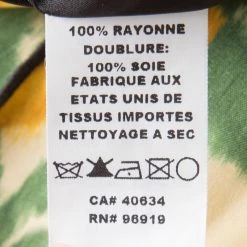 100% RAYONNE
DOUBLURE:
100% SOIE
FABRIQUE AUX
ETATS UNIS DE
TISSUS IMPORTES
NETTOYAGE A SEC
CA# 40634
RN# 96919